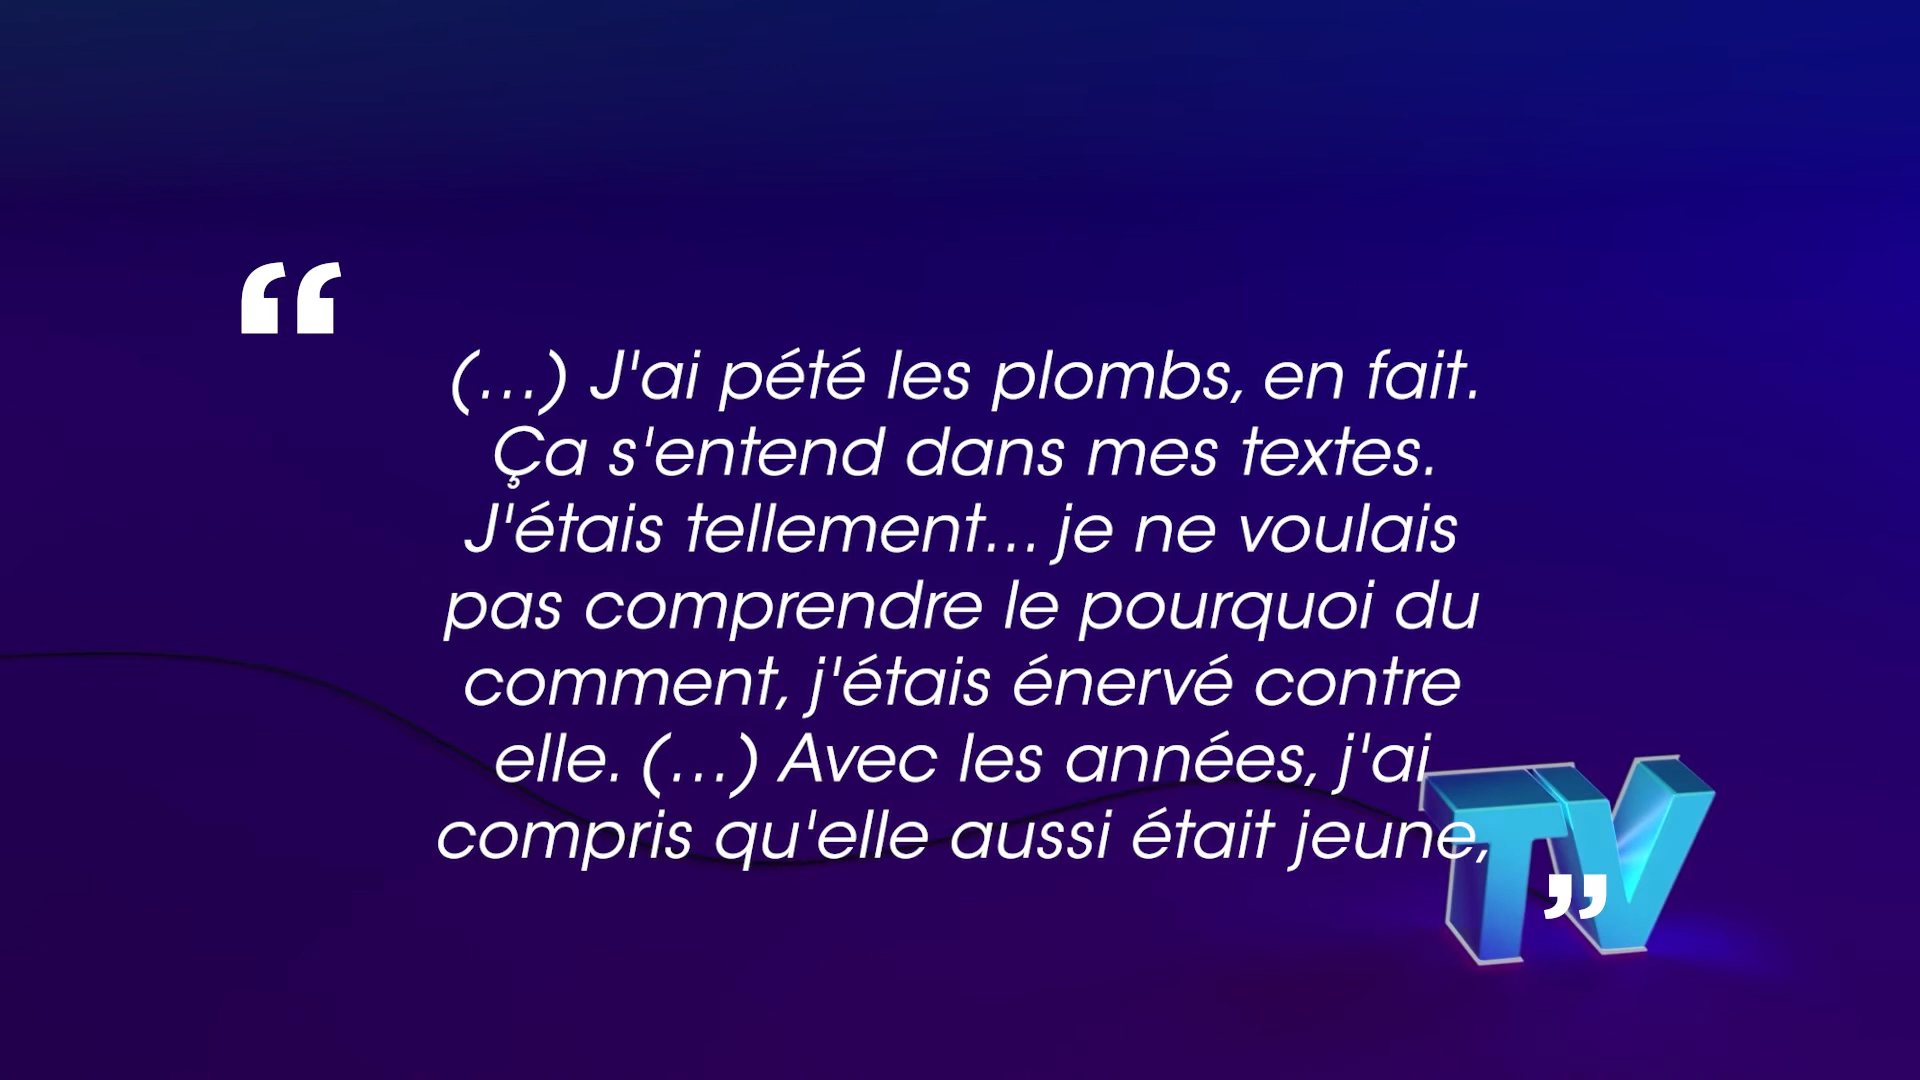 “
(...) J'ai pété les plombs, en fait.
Ça s'entend dans mes textes.
J'étais tellement... je ne voulais
pas comprendre le pourquoi du
comment, j'étais énervé contre
elle. (...) Avec les années, j'ai
compris qu'elle aussi était jeune,
”
TV